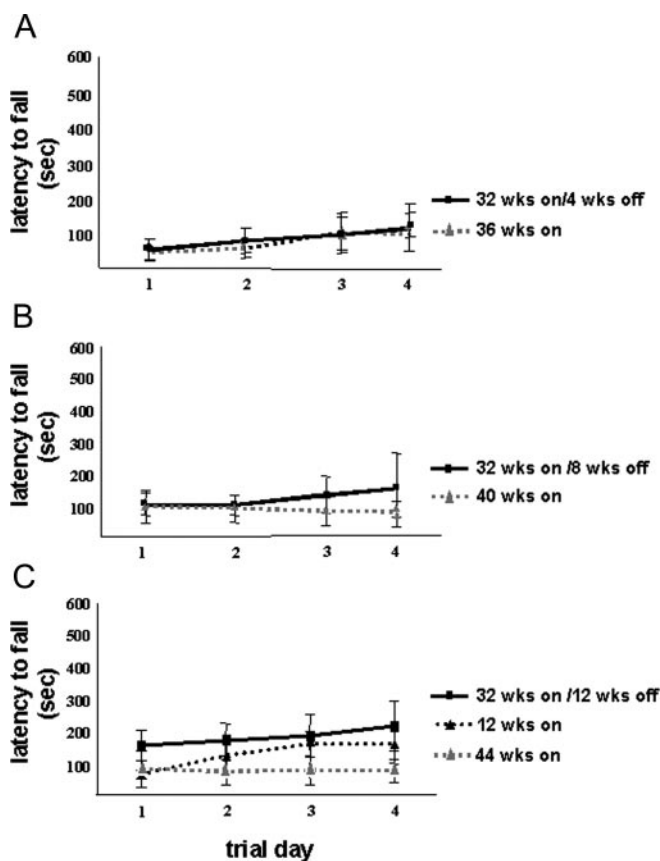 A
600
500
400
300
200
100
latency to fall
(sec)
1 2 3 4
32 wks on/4 wks off
36 wks on
B
600
500
400
300
200
100
latency to fall
(sec)
1 2 3 4
32 wks on /8 wks off
40 wks on
C
600
500
400
300
200
100
latency to fall
(sec)
1 2 3 4
32 wks on /12 wks off
12 wks on
44 wks on
trial day